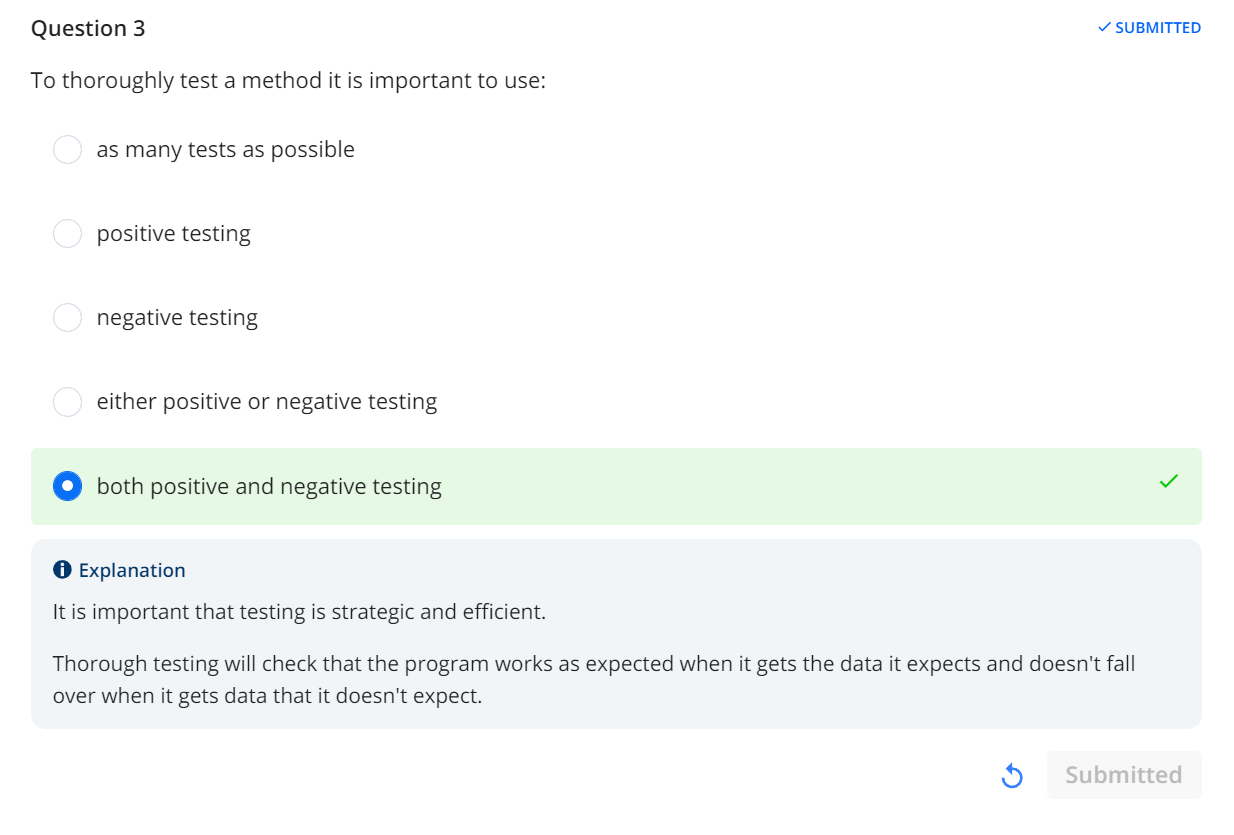 Question 3
SUBMITTED
To thoroughly test a method it is important to use:
as many tests as possible
positive testing
negative testing
either positive or negative testing
both positive and negative testing
Explanation
It is important that testing is strategic and efficient.
Thorough testing will check that the program works as expected when it gets the data it expects and doesn't fall
over when it gets data that it doesn't expect.
Submitted